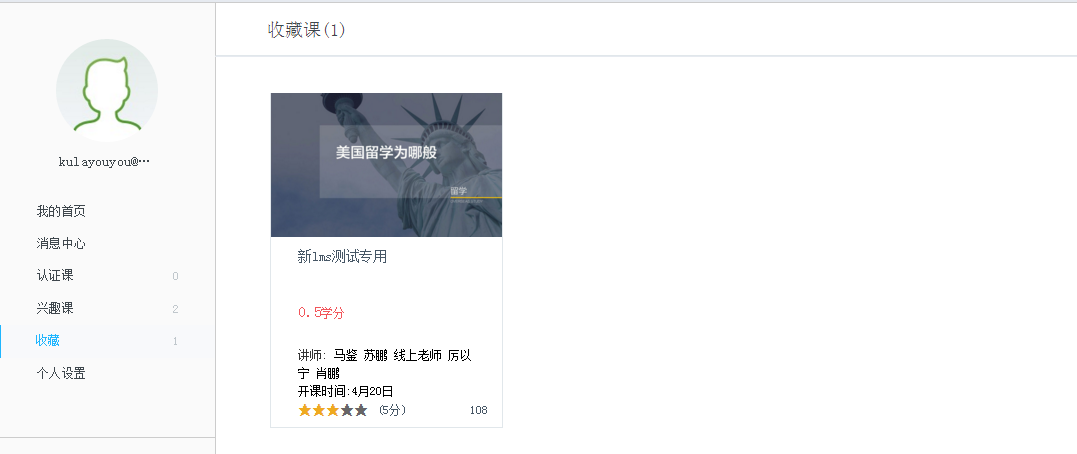 收藏课(1)
kulayouyou@…
我的首页
消息中心
认证课 0
兴趣课 2
收藏 1
个人设置
美国留学为哪般
留学
新lms测试专用
0.5学分
讲师: 马鉴 苏鹏 线上老师 厉以
宁 肖鹏
开课时间:4月20日
(5分) 108